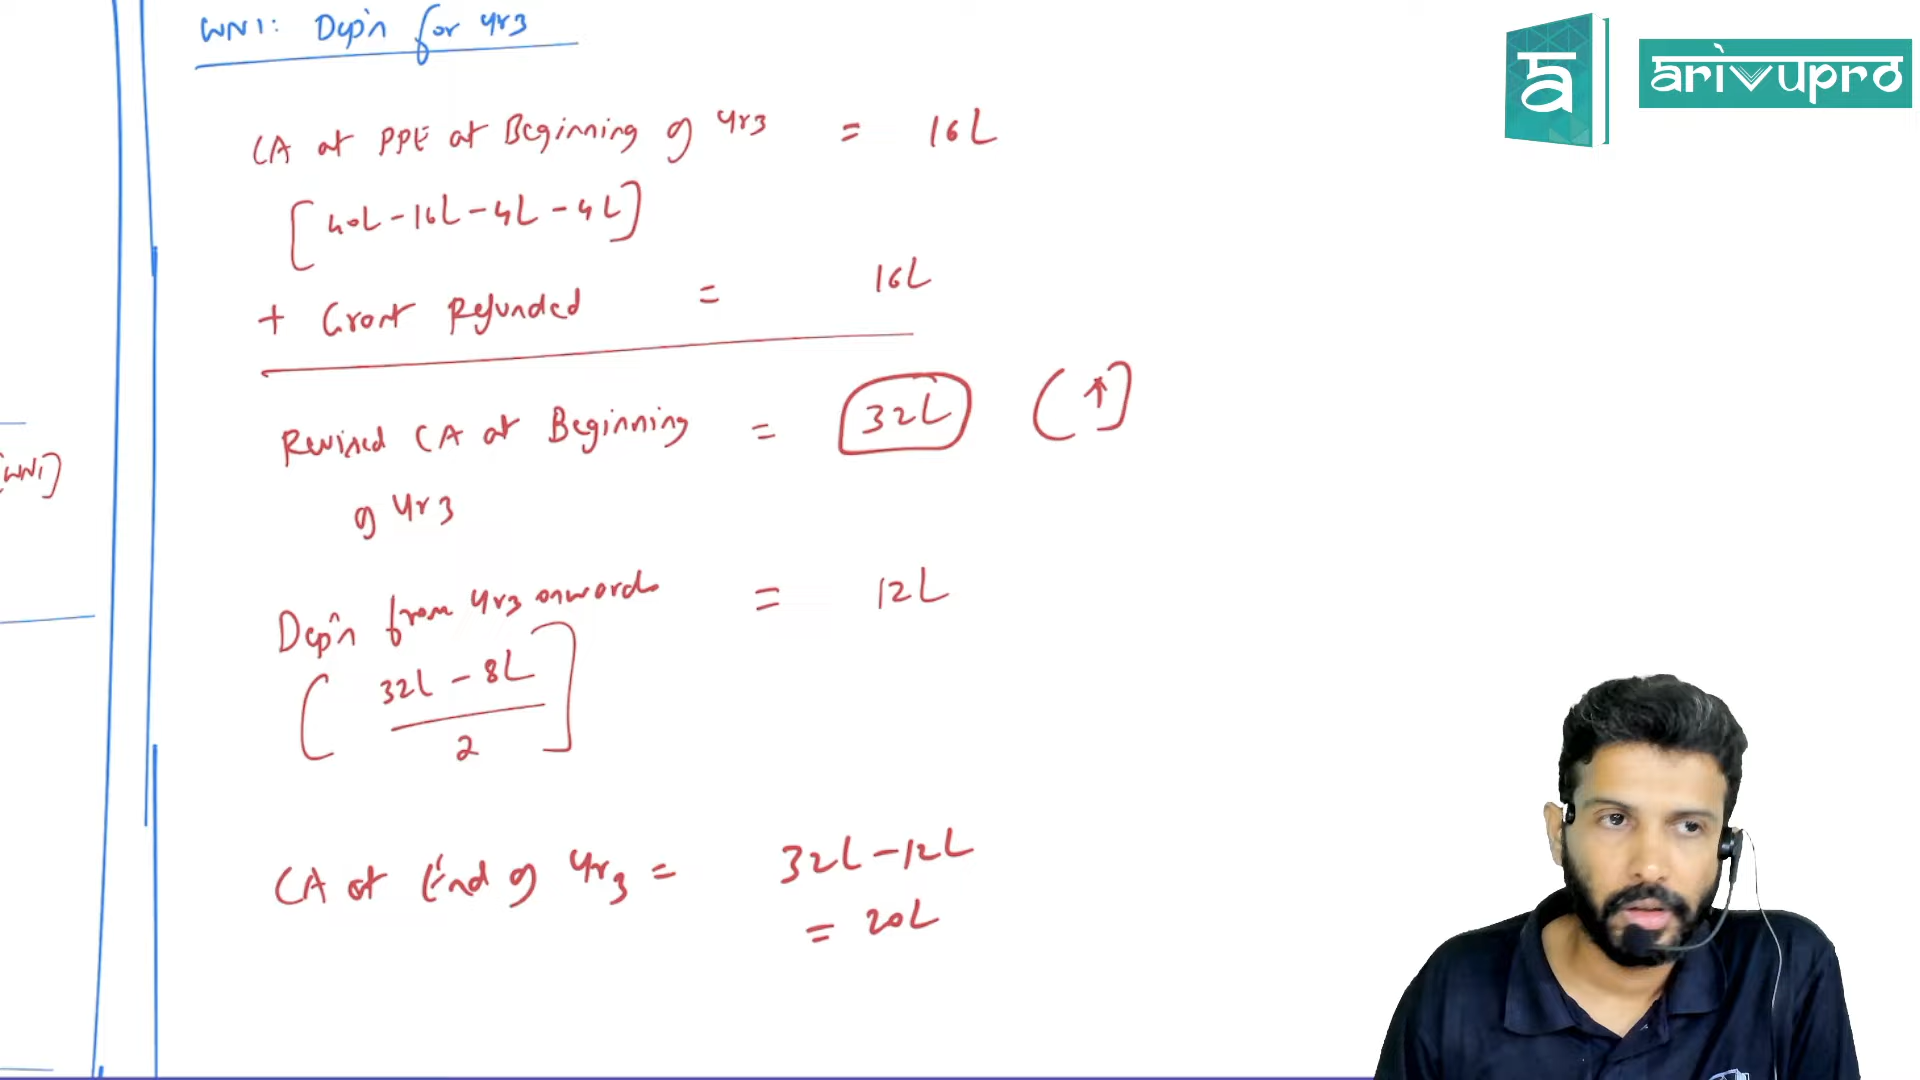 WN1: Dep'n for yr3
arivupro
CA at PPE at Beginning of yr3 = 16L
[40L - 16L - 4L - 4L]
+ Grant Refunded = 16L
Revised CA at Beginning = 32L (↑)
of yr3
[WN1]
Dep'n from yr3 onwards = 12L
[32L - 8L
2]
CA at End of yr3 = 32L - 12L
= 20L